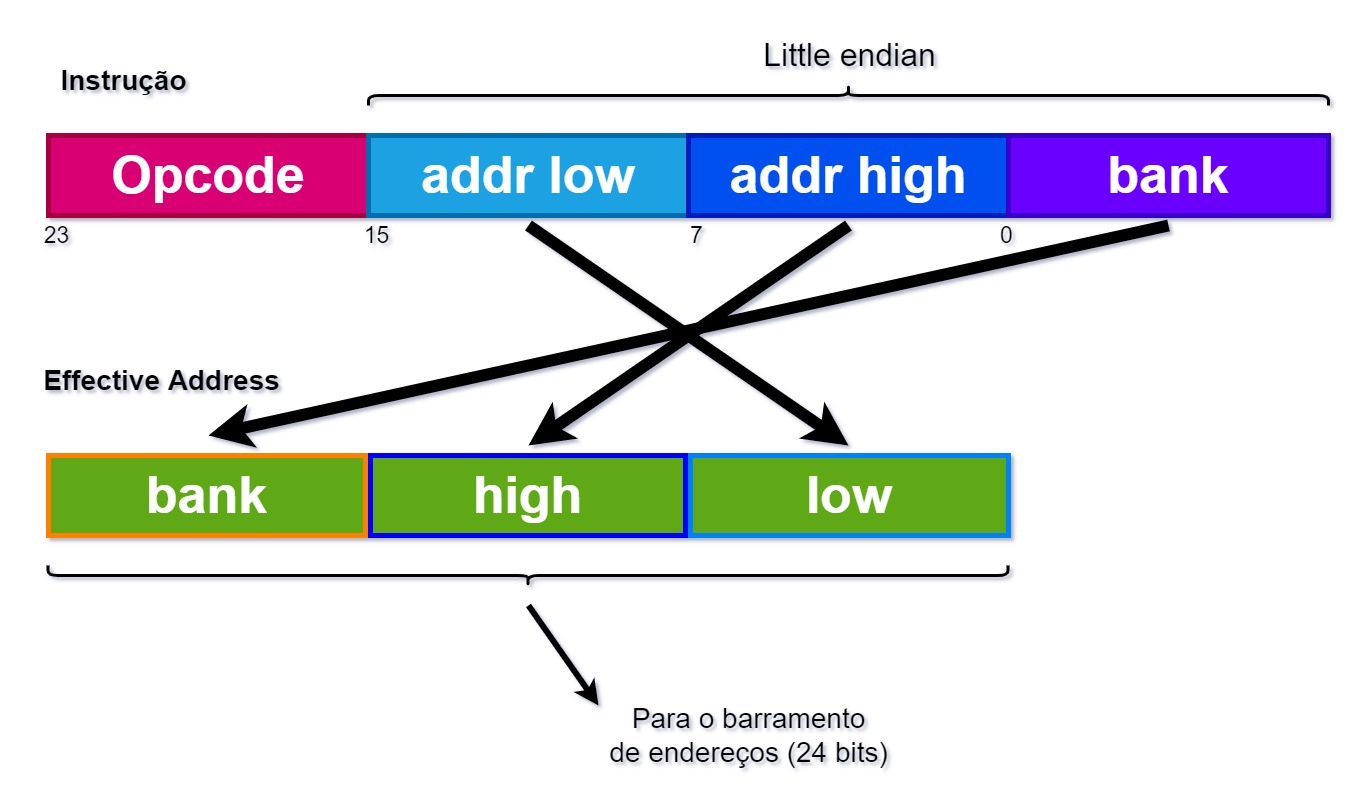 Little endian
Instrução
Opcode addr low addr high bank
23 15 7 0
Effective Address
bank high low
Para o barramento
de endereços (24 bits)